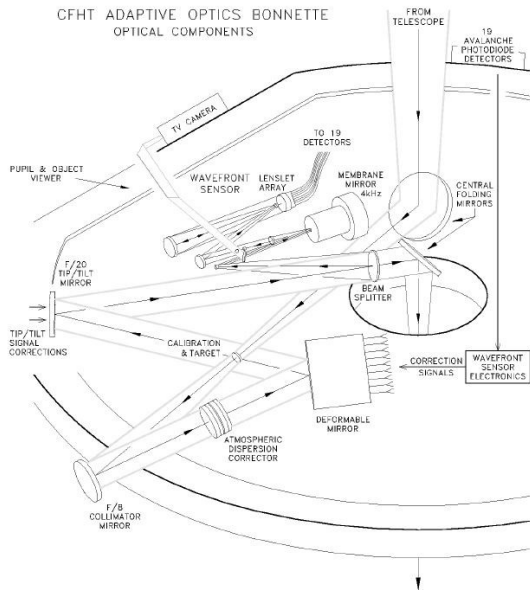 CFHT ADAPTIVE OPTICS BONNETTE
OPTICAL COMPONENTS
FROM
TELESCOPE
19
AVALANCHE
PHOTODIODE
DETECTORS
TV CAMERA
TO 19
DETECTORS
PUPIL & OBJECT
VIEWER
WAVEFRONT
SENSOR
LENSLET
ARRAY
MEMBRANE
MIRROR
4kHz
CENTRAL
FOLDING
MIRRORS
F/20
TIP/TILT
MIRROR
BEAM
SPLITTER
TIP/TILT
SIGNAL
CORRECTIONS
CALIBRATION
& TARGET
CORRECTION
SIGNALS
WAVEFRONT
SENSOR
ELECTRONICS
DEFORMABLE
MIRROR
ATMOSPHERIC
DISPERSION
CORRECTOR
F/8
COLLIMATOR
MIRROR